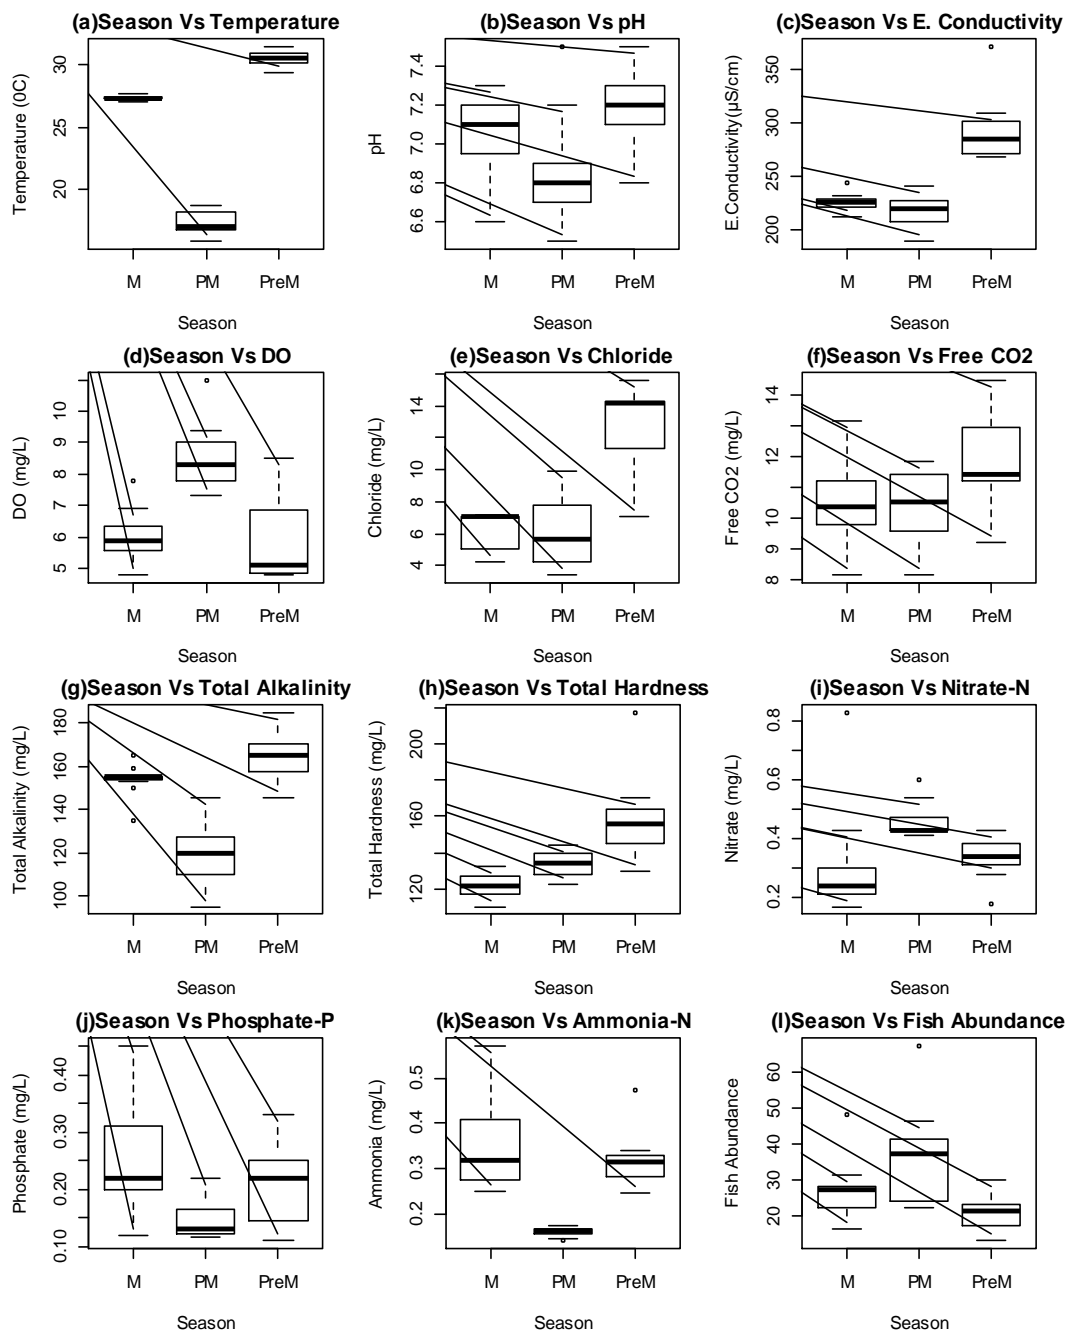 (a)Season Vs Temperature
Temperature (0C)
30
25
20
M PM PreM
Season
(b)Season Vs pH
pH
7.4
7.2
7.0
6.8
6.6
M PM PreM
Season
(c)Season Vs E. Conductivity
E.Conductivity(µS/cm)
350
300
250
200
M PM PreM
Season
(d)Season Vs DO
DO (mg/L)
10
9
8
7
6
5
M PM PreM
Season
(e)Season Vs Chloride
Chloride (mg/L)
14
10
8
6
4
M PM PreM
Season
(f)Season Vs Free CO2
Free CO2 (mg/L)
14
12
10
9
8
M PM PreM
Season
(g)Season Vs Total Alkalinity
Total Alkalinity (mg/L)
180
160
140
120
100
M PM PreM
Season
(h)Season Vs Total Hardness
Total Hardness (mg/L)
200
160
120
M PM PreM
Season
(i)Season Vs Nitrate-N
Nitrate (mg/L)
0.8
0.6
0.4
0.2
M PM PreM
Season
(j)Season Vs Phosphate-P
Phosphate (mg/L)
0.40
0.30
0.20
0.10
M PM PreM
Season
(k)Season Vs Ammonia-N
Ammonia (mg/L)
0.5
0.4
0.3
0.2
M PM PreM
Season
(l)Season Vs Fish Abundance
Fish Abundance
60
50
40
30
20
M PM PreM
Season